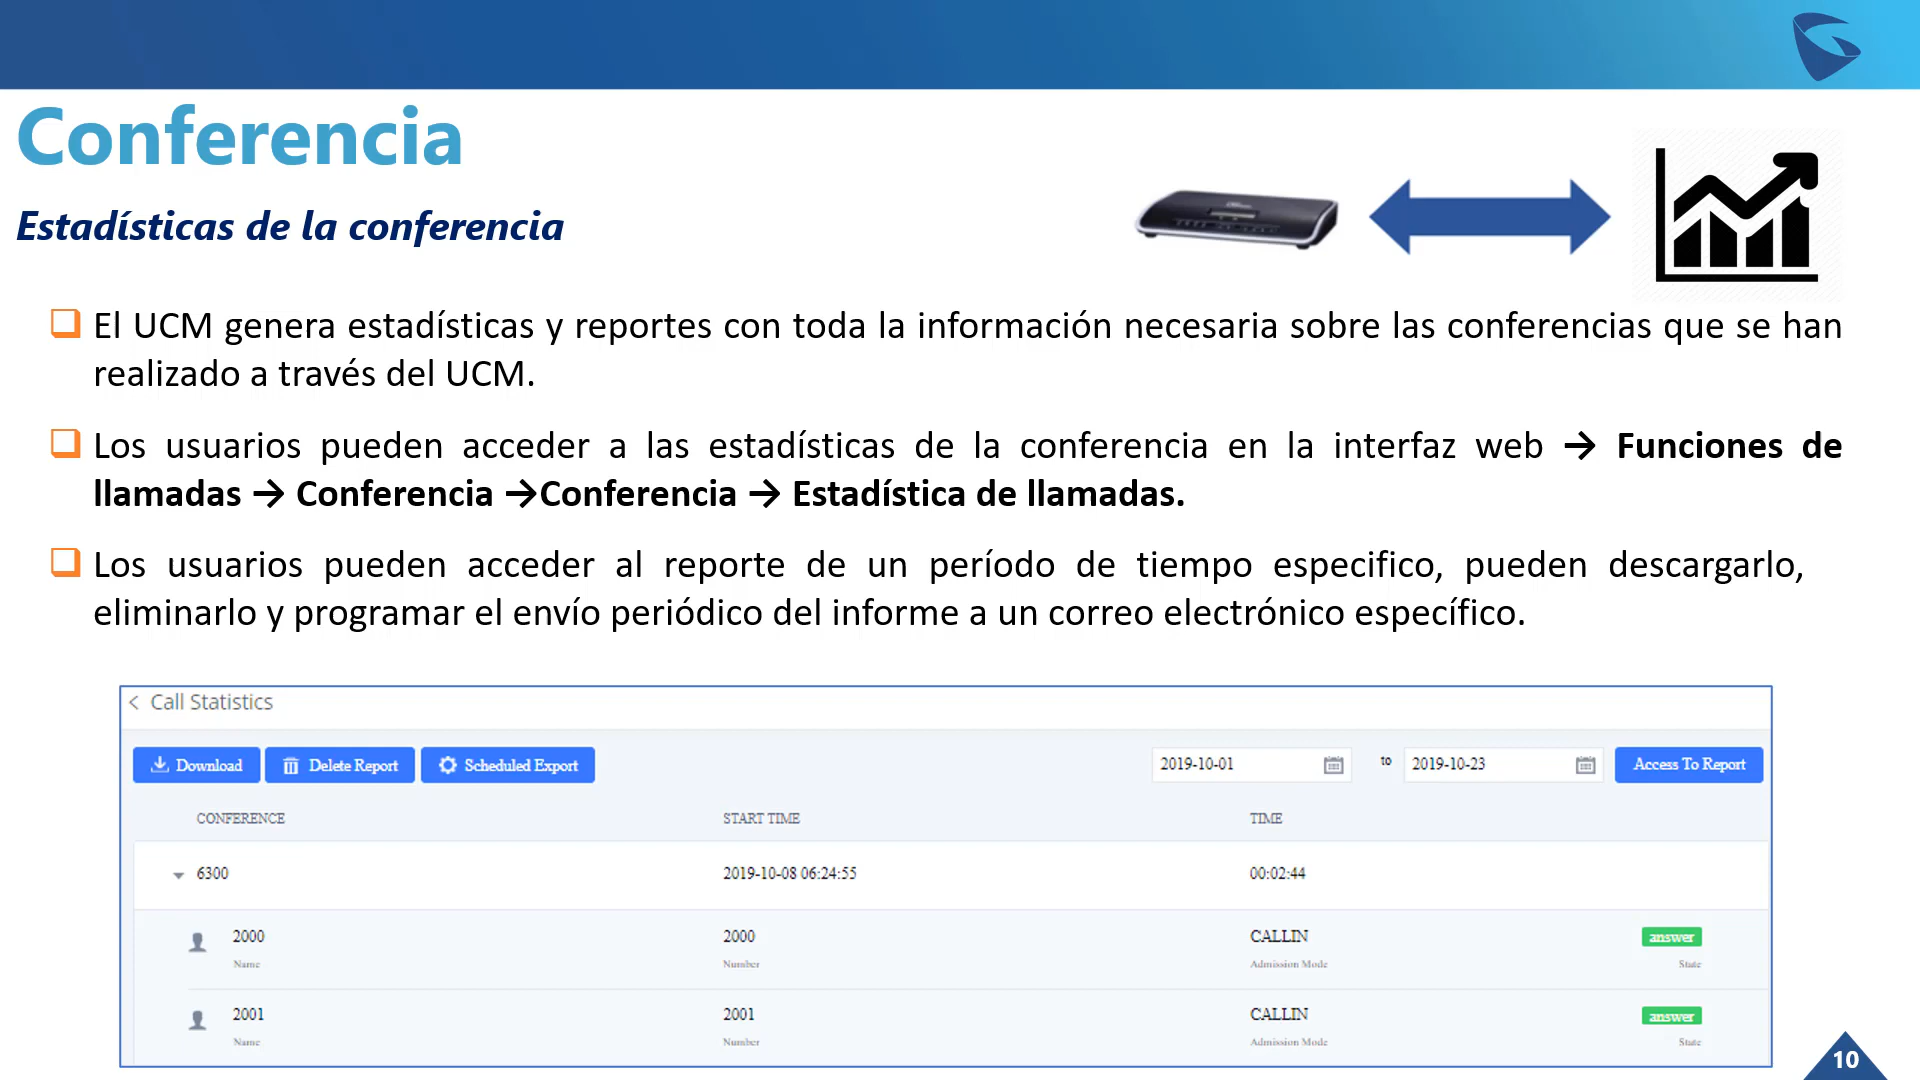 Conferencia
Estadísticas de la conferencia
El UCM genera estadísticas y reportes con toda la información necesaria sobre las conferencias que se han
realizado a través del UCM.
Los usuarios pueden acceder a las estadísticas de la conferencia en la interfaz web → Funciones de
llamadas → Conferencia →Conferencia → Estadística de llamadas.
Los usuarios pueden acceder al reporte de un período de tiempo especifico, pueden descargarlo,
eliminarlo y programar el envío periódico del informe a un correo electrónico específico.
< Call Statistics
Download Delete Report Scheduled Export 2019-10-01 to 2019-10-23 Access To Report
CONFERENCE START TIME TIME
6300 2019-10-08 06:24:55 00:02:44
2000 2000 CALLIN answer
Name Number Admission Mode State
2001 2001 CALLIN answer
Name Number Admission Mode State
10